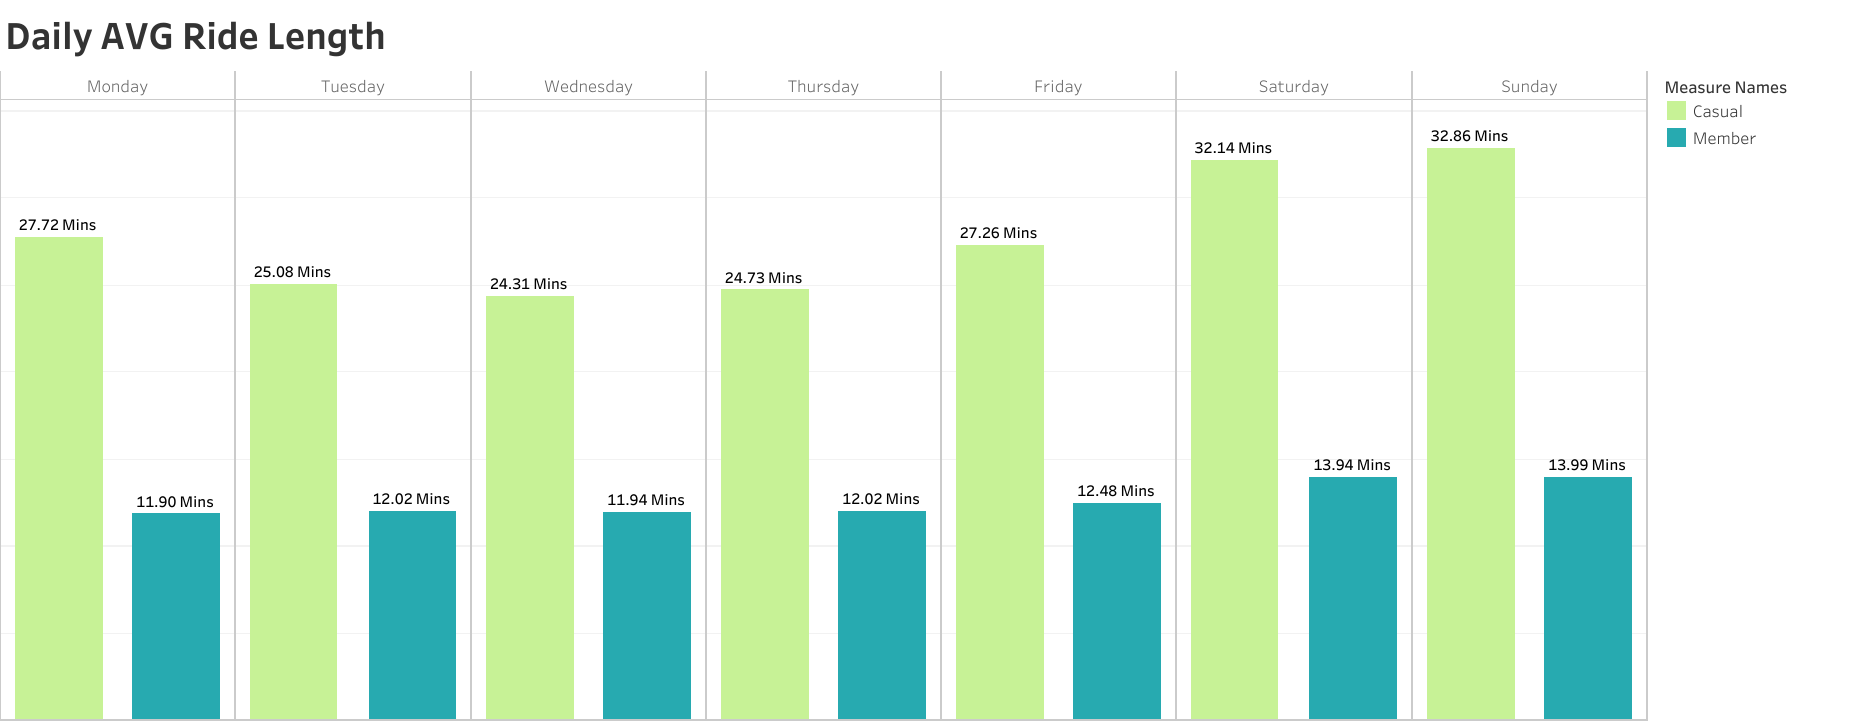 Daily AVG Ride Length
Monday Tuesday Wednesday Thursday Friday Saturday Sunday
Measure Names
Casual
Member
27.72 Mins
11.90 Mins
25.08 Mins
12.02 Mins
24.31 Mins
11.94 Mins
24.73 Mins
12.02 Mins
27.26 Mins
12.48 Mins
32.14 Mins
13.94 Mins
32.86 Mins
13.99 Mins